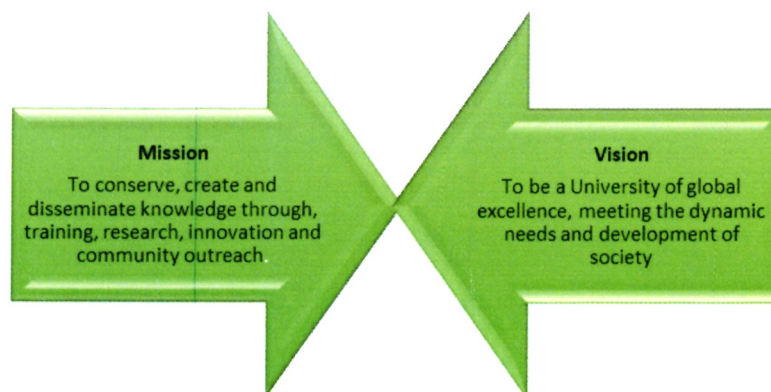 Mission
To conserve, create and
disseminate knowledge through,
training, research, innovation and
community outreach
Vision
To be a University of global
excellence, meeting the dynamic
needs and development of
society